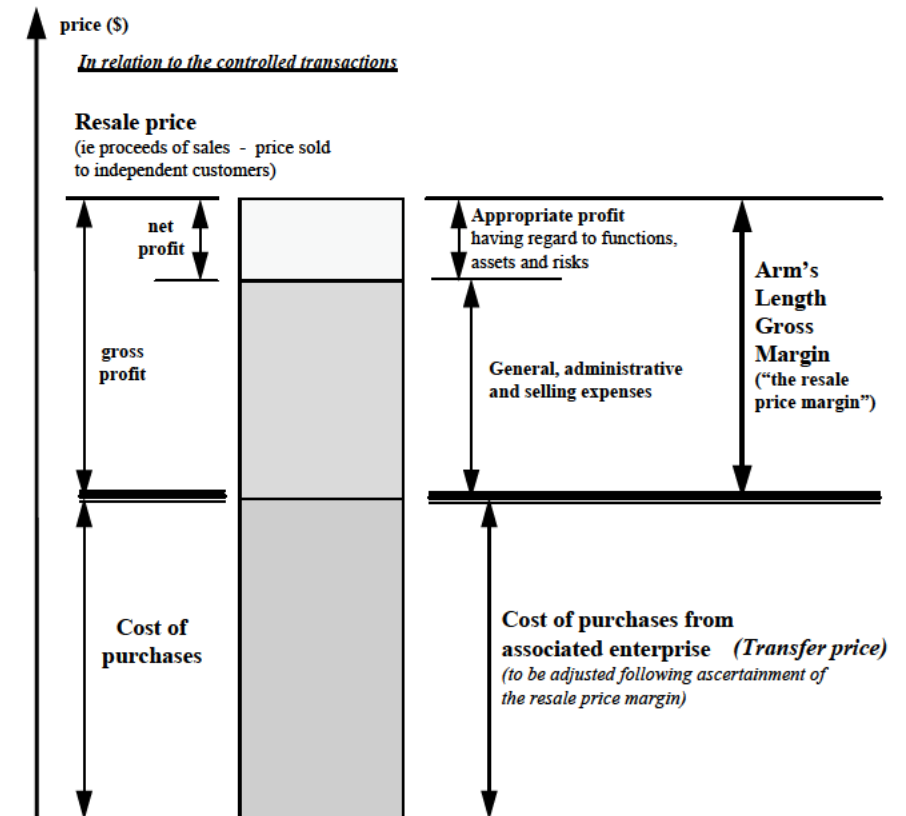 price ($)
In relation to the controlled transactions
Resale price
(ie proceeds of sales - price sold
to independent customers)
net
profit
Appropriate profit
having regard to functions,
assets and risks
Arm's
Length
Gross
Margin
("the resale
price margin")
gross
profit
General, administrative
and selling expenses
Cost of
purchases
Cost of purchases from
associated enterprise (Transfer price)
(to be adjusted following ascertainment of
the resale price margin)